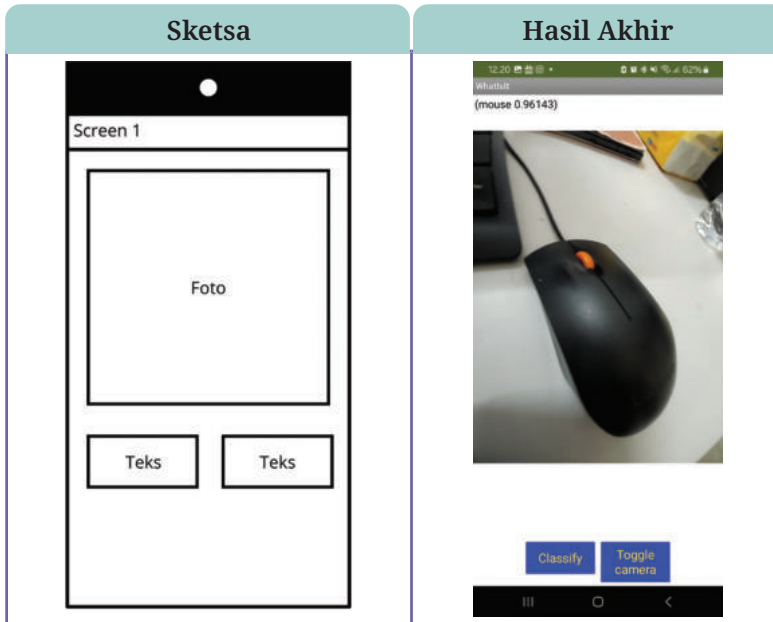 Sketsa
Hasil Akhir
Screen 1
Foto
Teks
Teks
12.20
62%
WhatIsIt
(mouse 0.96143)
Classify
Toggle
camera